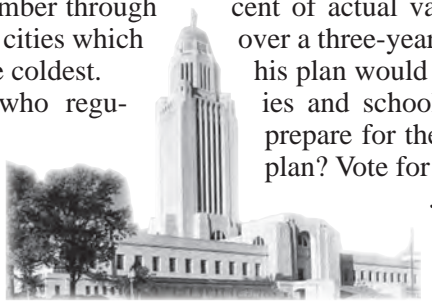 mber through
cities which
e coldest.
who regu-
cent of actual va
over a three-year
his plan would
ies and school
prepare for the
plan? Vote for